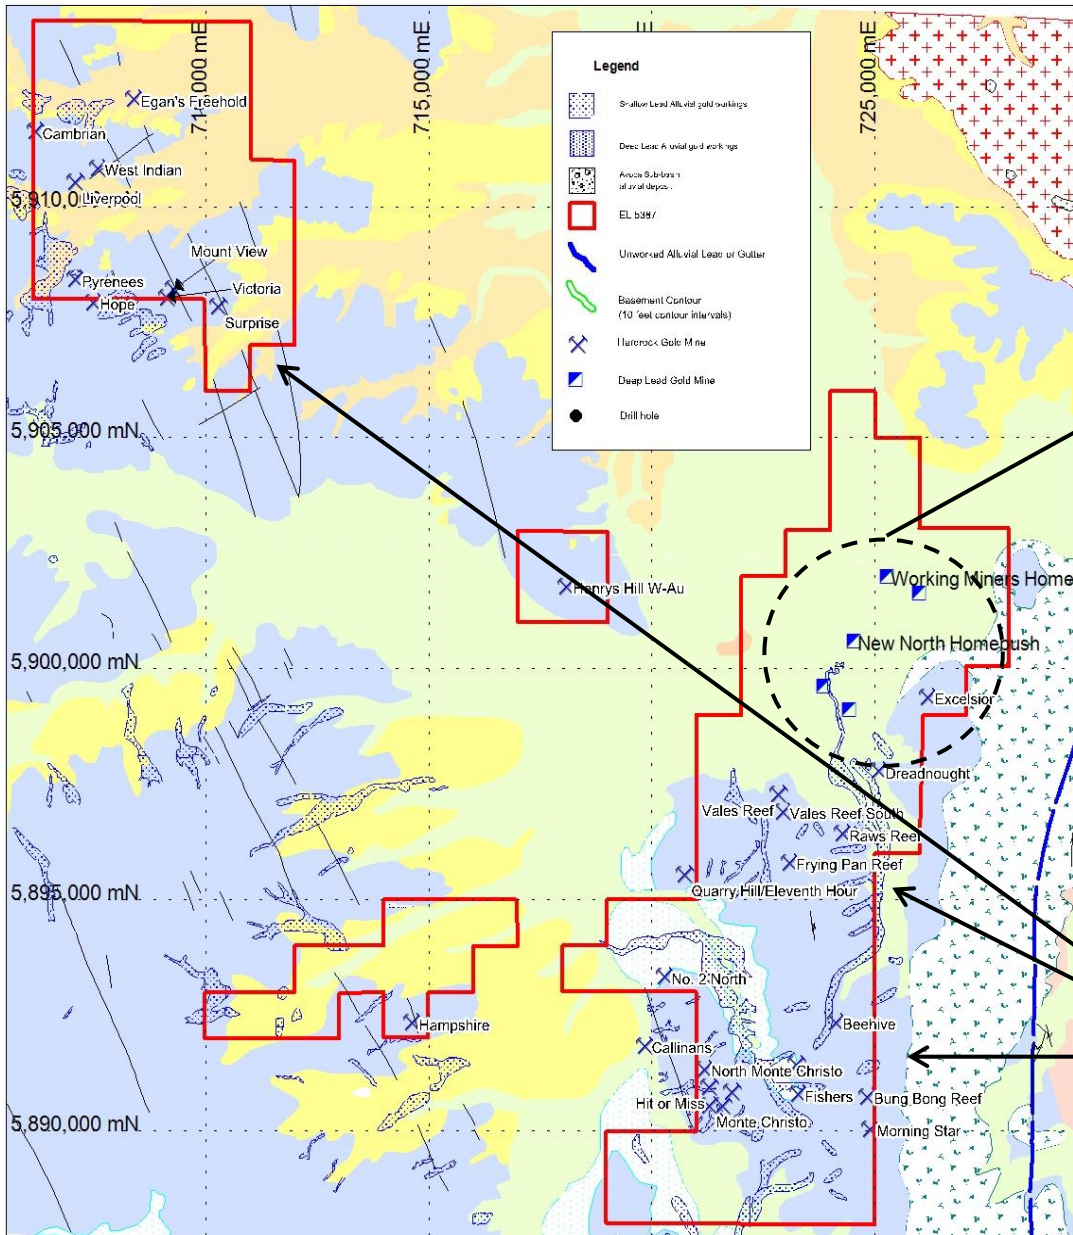 710,000 mE
715,000 mE
E
725,000 mE
Legend
Shallow Lead Alluvial gold workings
Deep Lead Alluvial gold workings
Avoca Sub-basin
alluvial deposit
EL 5387
Unworked Alluvial Lead or Gutter
Basement Contour
(10 feet contour intervals)
Hardrock Gold Mine
Deep Lead Gold Mine
Drill hole
Egan's Freehold
Cambrian
West Indian
Liverpool
5,910,000 mN
Mount View
Pyrenees
Victoria
Hope
Surprise
5,905,000 mN
Henrys Hill W-Au
Working Miners Home
New North Homebush
5,900,000 mN
Excelsior
Dreadnought
Vales Reef
Vales Reef South
Raws Reef
Frying Pan Reef
Quarry Hill/Eleventh Hour
5,895,000 mN
No. 2 North
Hampshire
Beehive
Callinans
North Monte Christo
Fishers
Bung Bong Reef
Hit or Miss
Monte Christo
Morning Star
5,890,000 mN